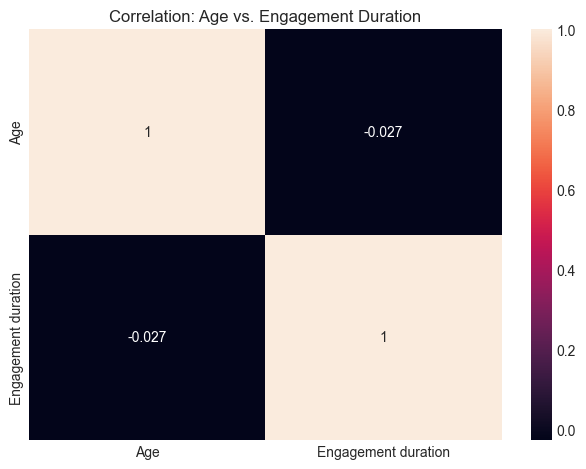 Correlation: Age vs. Engagement Duration
Age
1
-0.027
Engagement duration
-0.027
1
Age
Engagement duration
1.0
0.8
0.6
0.4
0.2
0.0